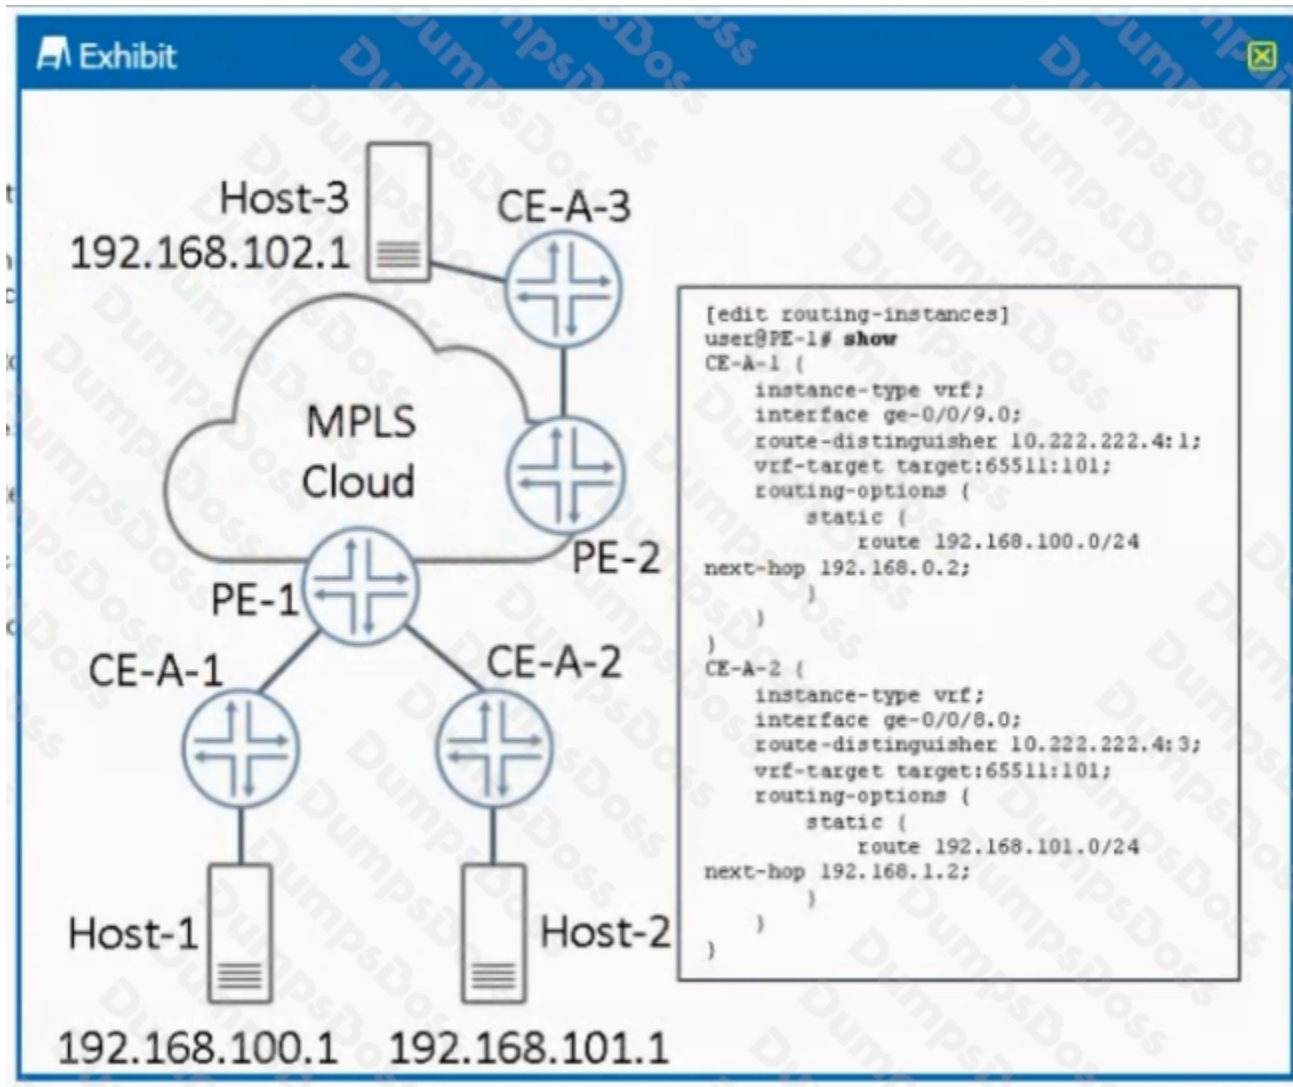 Exhibit
Host-3
192.168.102.1
CE-A-3
MPLS
Cloud
PE-2
PE-1
CE-A-1
CE-A-2
Host-1
192.168.100.1
Host-2
192.168.101.1
[edit routing-instances]
user@PE-1# show
CE-A-1 {
instance-type vrf;
interface ge-0/0/9.0;
route-distinguisher 10.222.222.4:1;
vrf-target target:65511:101;
routing-options {
static {
route 192.168.100.0/24
next-hop 192.168.0.2;
}
}
}
CE-A-2 {
instance-type vrf;
interface ge-0/0/8.0;
route-distinguisher 10.222.222.4:3;
vrf-target target:65511:101;
routing-options {
static {
route 192.168.101.0/24
next-hop 192.168.1.2;
}
}
}
DumpsDoss